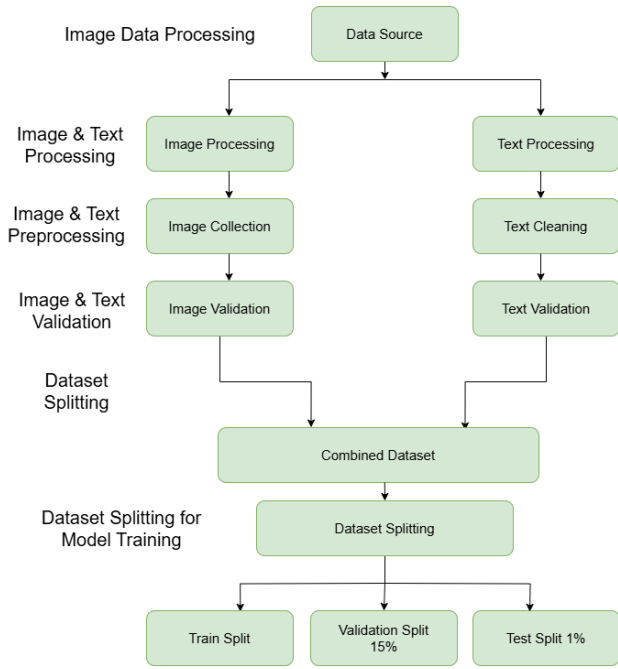 Image Data Processing
Data Source
Image & Text
Processing
Image Processing
Text Processing
Image & Text
Preprocessing
Image Collection
Text Cleaning
Image & Text
Validation
Image Validation
Text Validation
Dataset
Splitting
Combined Dataset
Dataset Splitting for
Model Training
Dataset Splitting
Train Split
Validation Split
15%
Test Split 1%